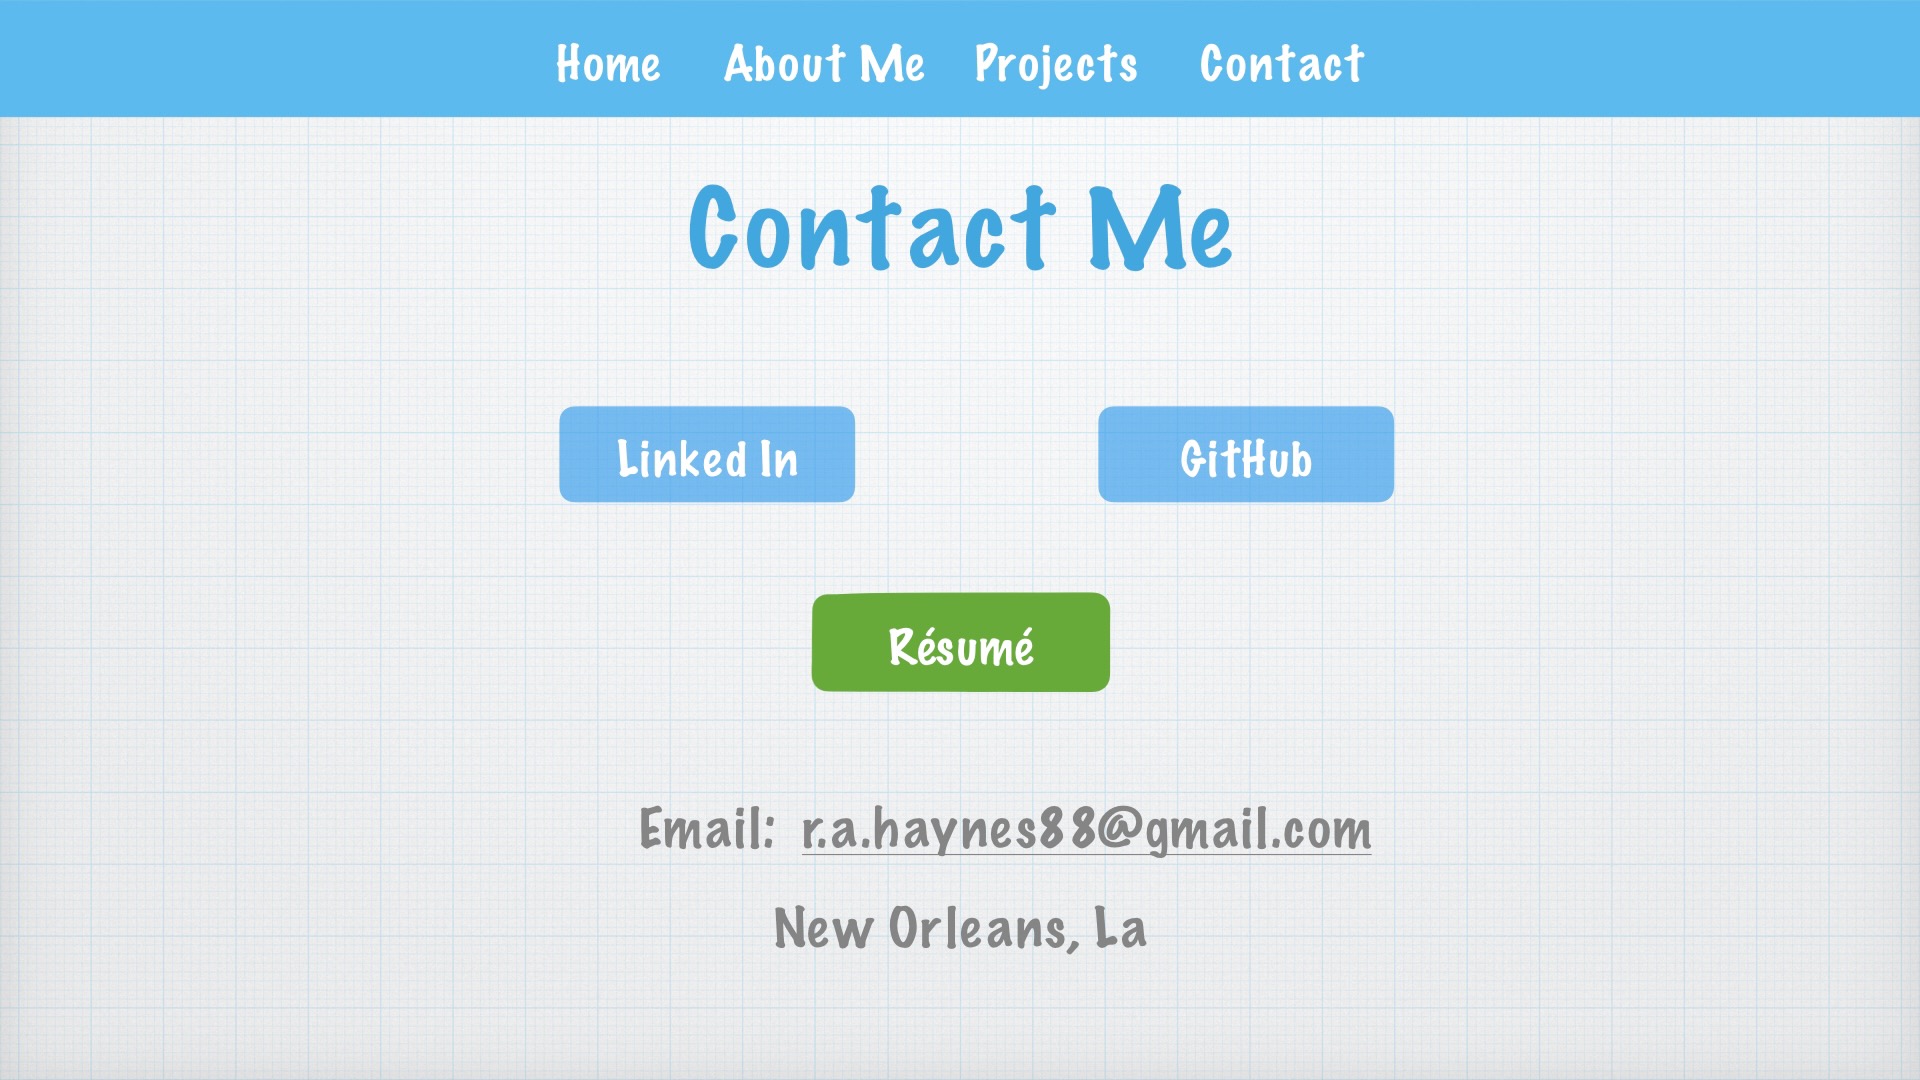 Home About Me Projects Contact
Contact Me
Linked In GitHub
Résumé
Email: r.a.haynes88@gmail.com
New Orleans, La